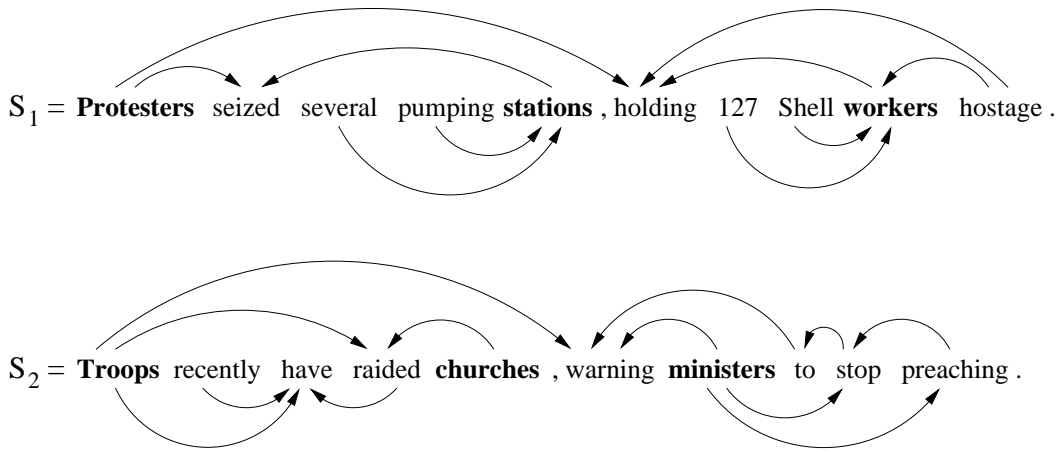 S1 = Protesters seized several pumping stations , holding 127 Shell workers hostage .
S2 = Troops recently have raided churches , warning ministers to stop preaching .